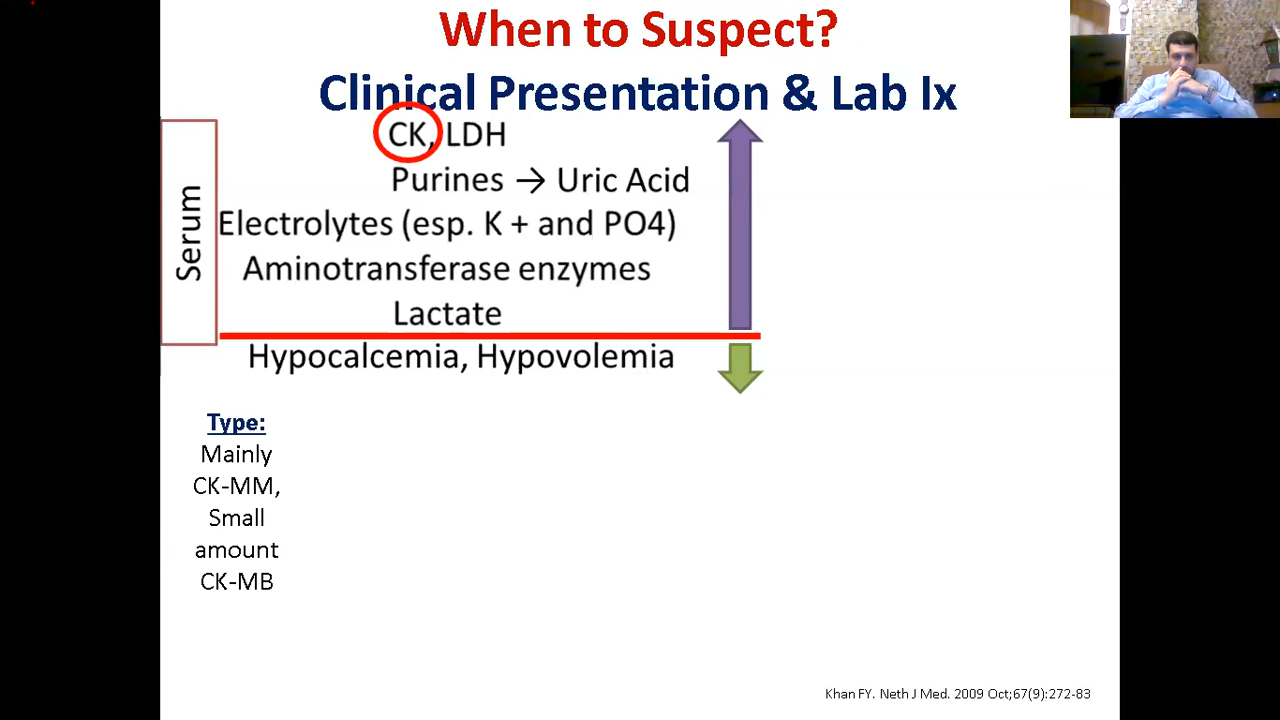 When to Suspect?
Clinical Presentation & Lab Ix
Serum
CK, LDH
Purines → Uric Acid
Electrolytes (esp. K + and PO4)
Aminotransferase enzymes
Lactate
Hypocalcemia, Hypovolemia
Type:
Mainly
CK-MM,
Small
amount
CK-MB
Khan FY. Neth J Med. 2009 Oct;67(9):272-83